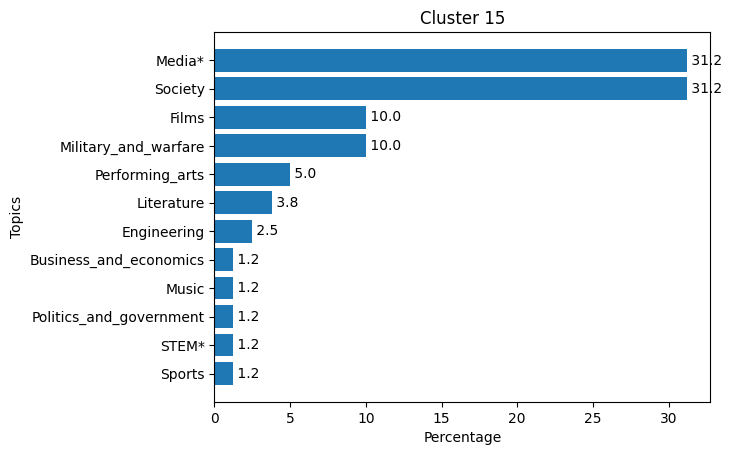 Cluster 15
Topics
Media* 31.2
Society 31.2
Films 10.0
Military_and_warfare 10.0
Performing_arts 5.0
Literature 3.8
Engineering 2.5
Business_and_economics 1.2
Music 1.2
Politics_and_government 1.2
STEM* 1.2
Sports 1.2
0 5 10 15 20 25 30
Percentage